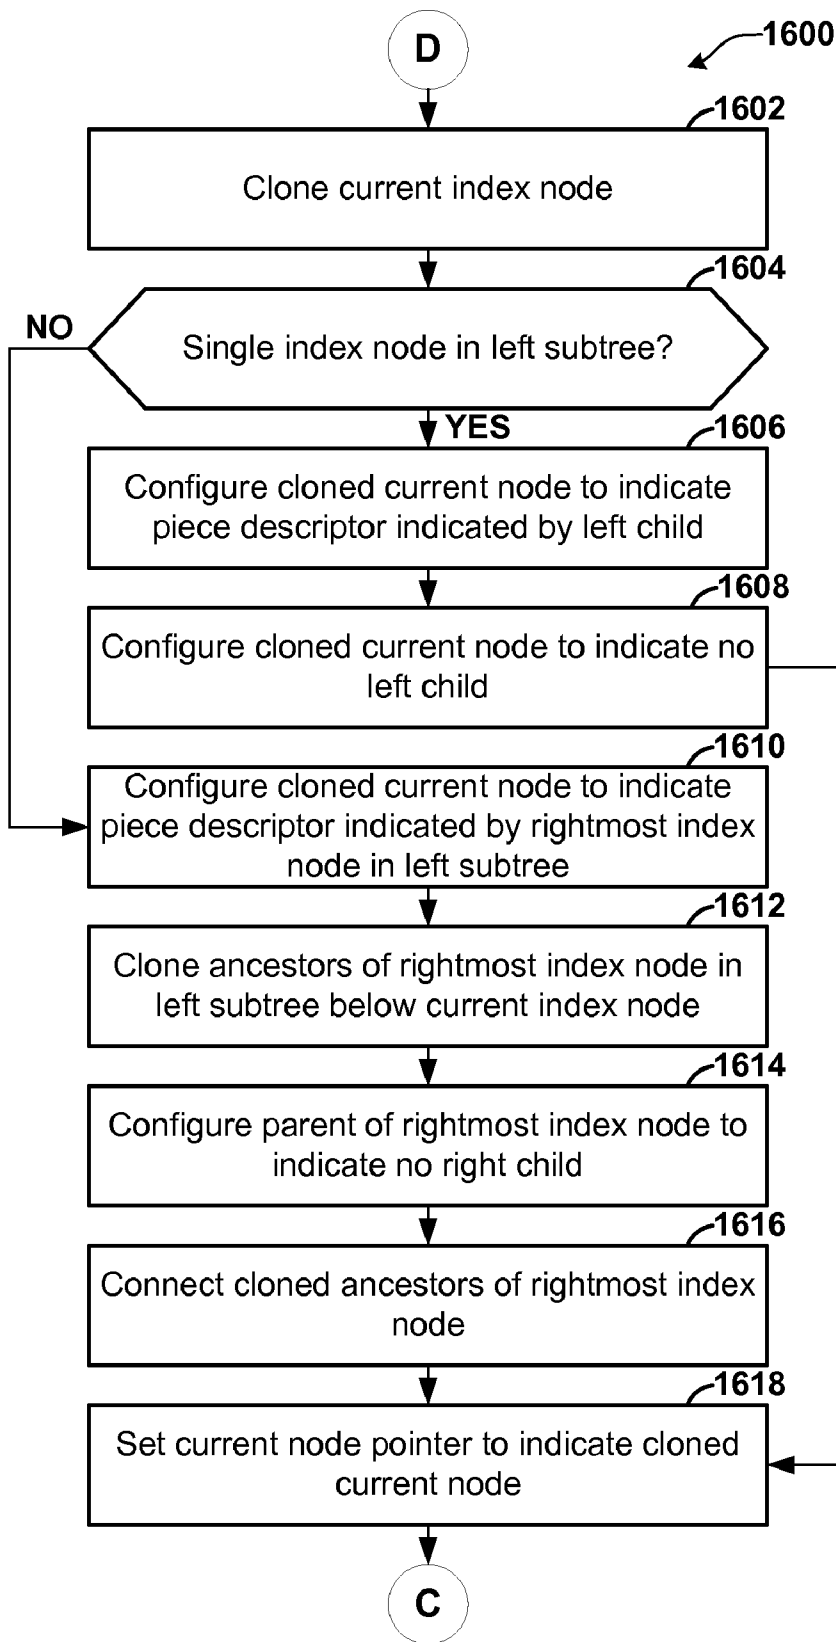 D
1600
1602
Clone current index node
1604
NO
Single index node in left subtree?
YES
1606
Configure cloned current node to indicate
piece descriptor indicated by left child
1608
Configure cloned current node to indicate no
left child
1610
Configure cloned current node to indicate
piece descriptor indicated by rightmost index
node in left subtree
1612
Clone ancestors of rightmost index node in
left subtree below current index node
1614
Configure parent of rightmost index node to
indicate no right child
1616
Connect cloned ancestors of rightmost index
node
1618
Set current node pointer to indicate cloned
current node
C